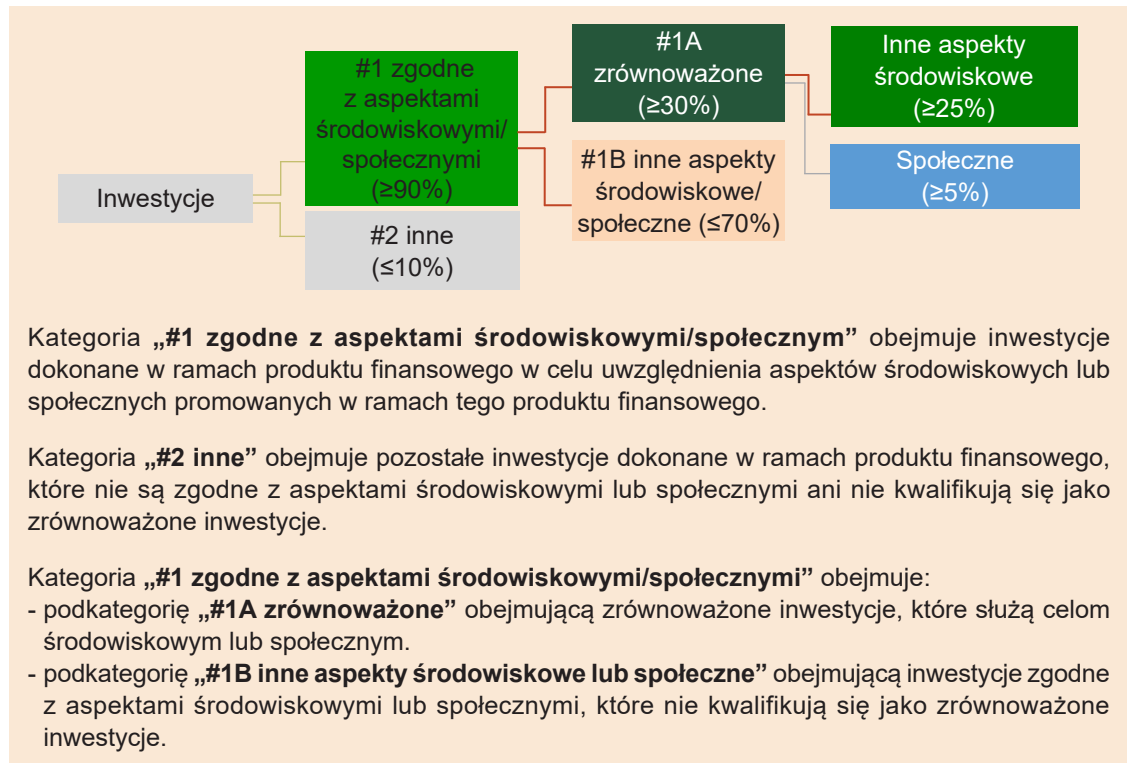 Inwestycje
#1 zgodne
z aspektami
środowiskowymi/
społecznymi
(≥90%)
#2 inne
(≤10%)
#1A
zrównoważone
(≥30%)
#1B inne aspekty
środowiskowe/
społeczne (≤70%)
Inne aspekty
środowiskowe
(≥25%)
Społeczne
(≥5%)
Kategoria „#1 zgodne z aspektami środowiskowymi/społecznym” obejmuje inwestycje
dokonane w ramach produktu finansowego w celu uwzględnienia aspektów środowiskowych lub
społecznych promowanych w ramach tego produktu finansowego.
Kategoria „#2 inne” obejmuje pozostałe inwestycje dokonane w ramach produktu finansowego,
które nie są zgodne z aspektami środowiskowymi lub społecznymi ani nie kwalifikują się jako
zrównoważone inwestycje.
Kategoria „#1 zgodne z aspektami środowiskowymi/społecznymi” obejmuje:
- podkategorię „#1A zrównoważone” obejmującą zrównoważone inwestycje, które służą celom
środowiskowym lub społecznym.
- podkategorię „#1B inne aspekty środowiskowe lub społeczne” obejmującą inwestycje zgodne
z aspektami środowiskowymi lub społecznymi, które nie kwalifikują się jako zrównoważone
inwestycje.